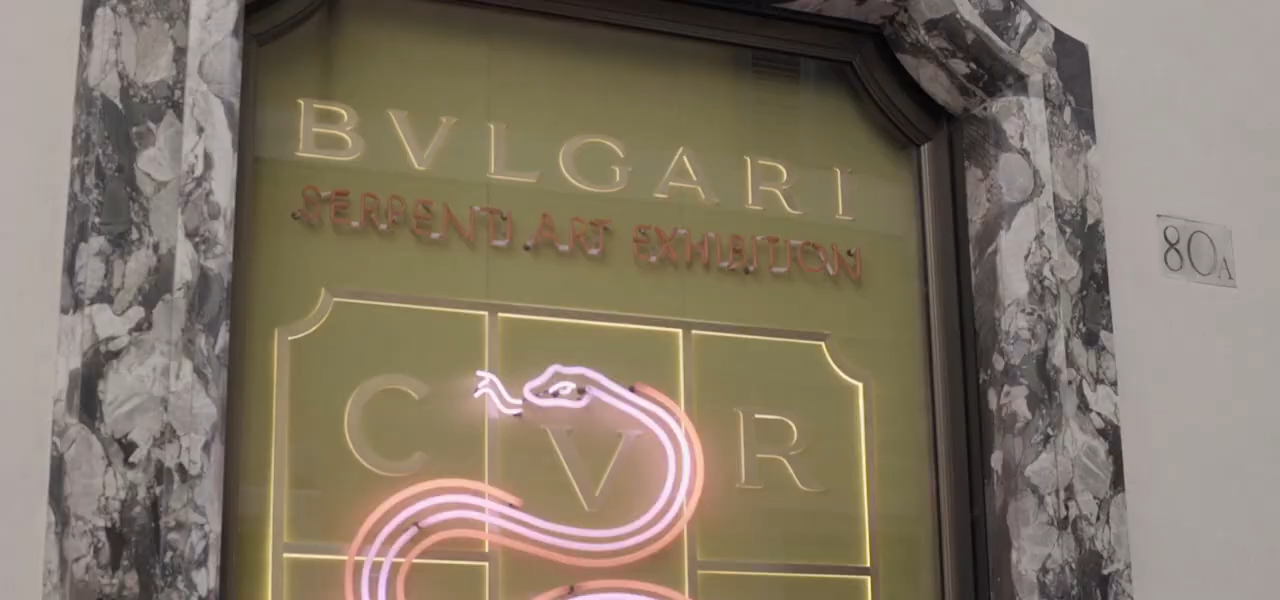 BVLGARI
SERPENTI ART EXHIBITION
80A
C V R